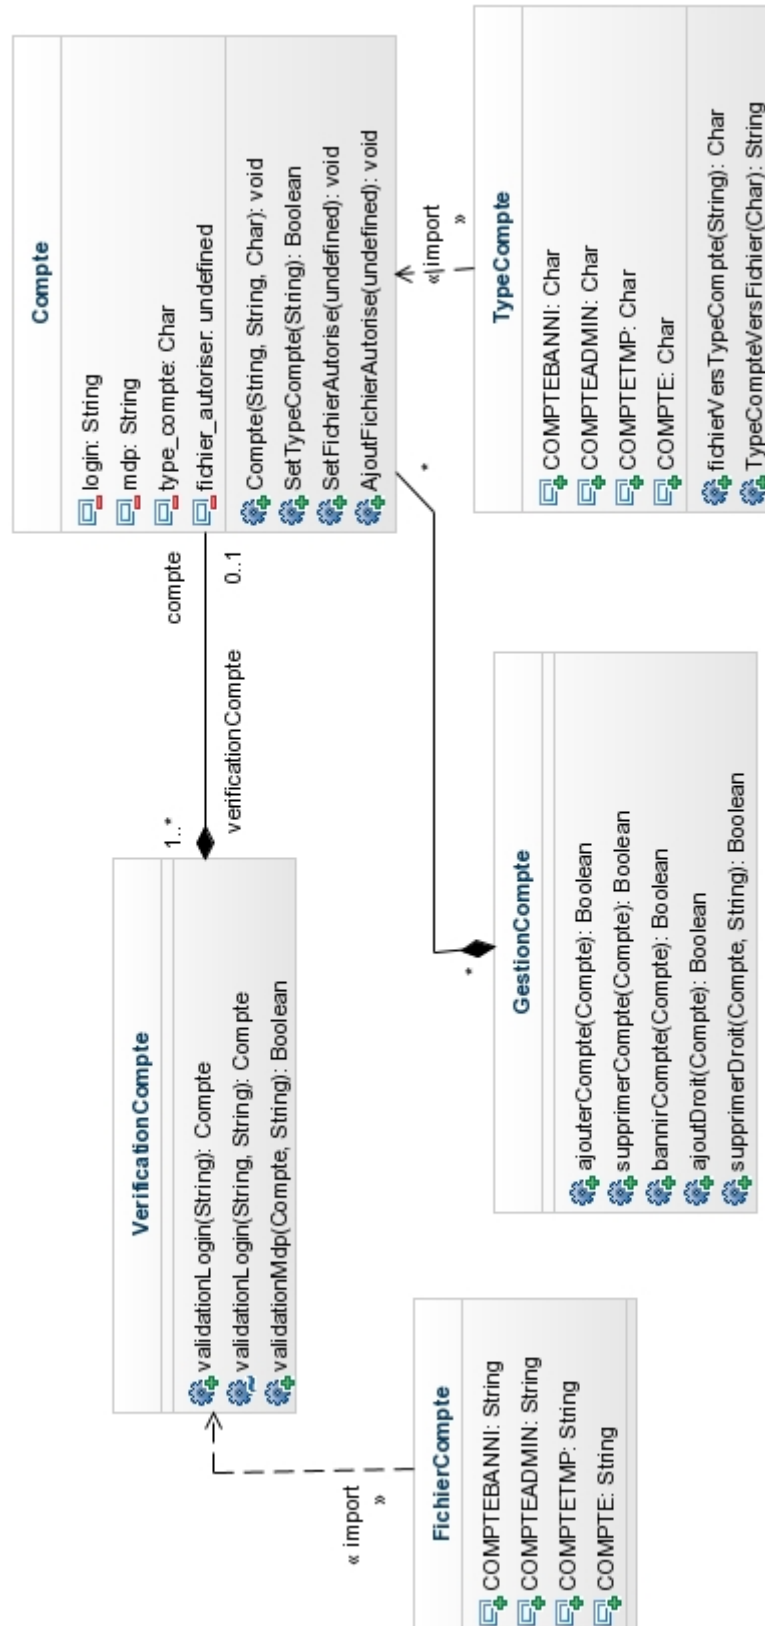 Compte
login: String
mdp: String
type_compte: Char
fichier_autoriser: undefined
Compte(String, String, Char): void
SetTypeCompte(String): Boolean
SetFichierAutorise(undefined): void
AjoutFichierAutorise(undefined): void
compte
0..1
1..*
verificationCompte
*
*
« import
»
TypeCompte
COMPTEBANNI: Char
COMPTEADMIN: Char
COMPTETMP: Char
COMPTE: Char
fichierVersTypeCompte(String): Char
TypeCompteVersFichier(Char): String
VerificationCompte
validationLogin(String): Compte
validationLogin(String, String): Compte
validationMdp(Compte, String): Boolean
GestionCompte
ajouterCompte(Compte): Boolean
supprimerCompte(Compte): Boolean
bannirCompte(Compte): Boolean
ajoutDroit(Compte): Boolean
supprimerDroit(Compte, String): Boolean
« import
»
FichierCompte
COMPTEBANNI: String
COMPTEADMIN: String
COMPTETMP: String
COMPTE: String